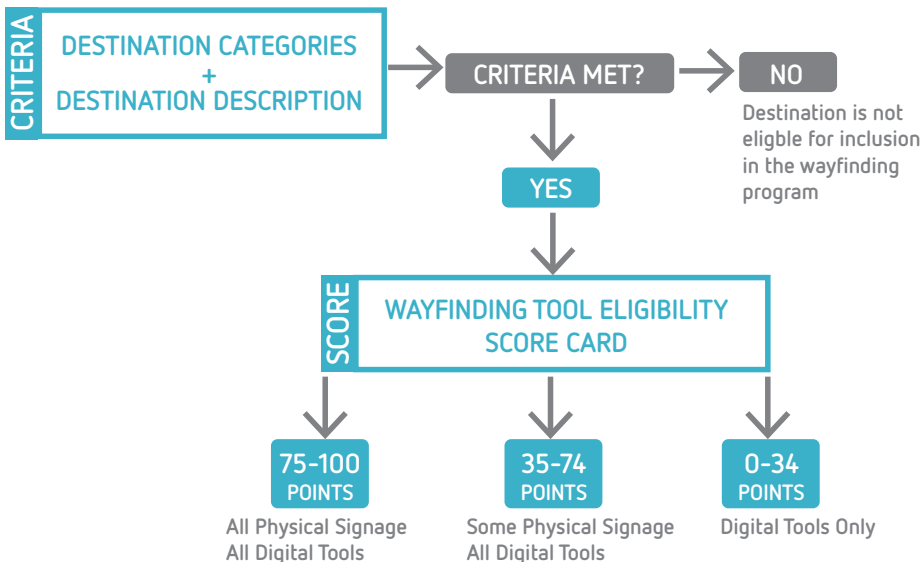 CRITERIA
DESTINATION CATEGORIES
+
DESTINATION DESCRIPTION
CRITERIA MET?
NO
Destination is not
eligble for inclusion
in the wayfinding
program
YES
SCORE
WAYFINDING TOOL ELIGIBILITY
SCORE CARD
75-100
POINTS
All Physical Signage
All Digital Tools
35-74
POINTS
Some Physical Signage
All Digital Tools
0-34
POINTS
Digital Tools Only